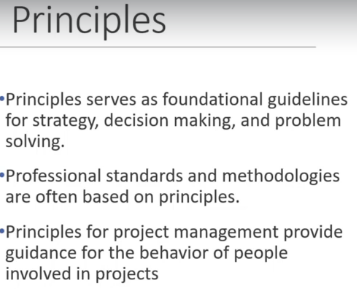 Principles
•Principles serves as foundational guidelines
for strategy, decision making, and problem
solving.
•Professional standards and methodologies
are often based on principles.
•Principles for project management provide
guidance for the behavior of people
involved in projects